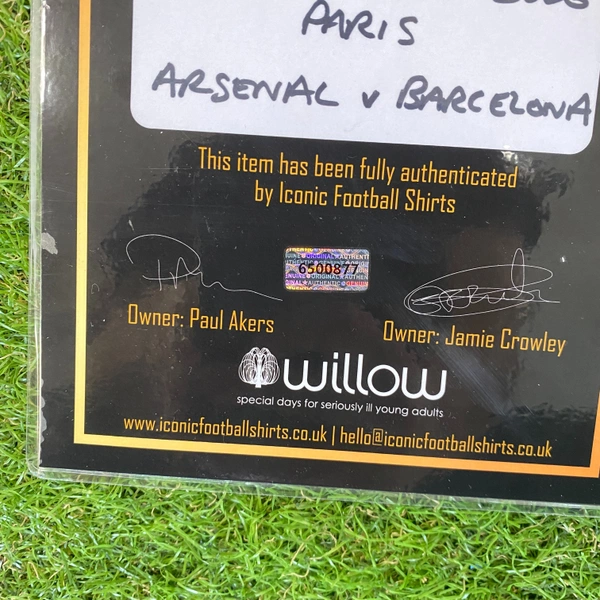 PARIS
ARSENAL v BARCELONA
This item has been fully authenticated
by Iconic Football Shirts
6500877
Owner: Paul Akers
Owner: Jamie Crowley
willow
special days for seriously ill young adults
www.iconicfootballshirts.co.uk | hello@iconicfootballshirts.co.uk